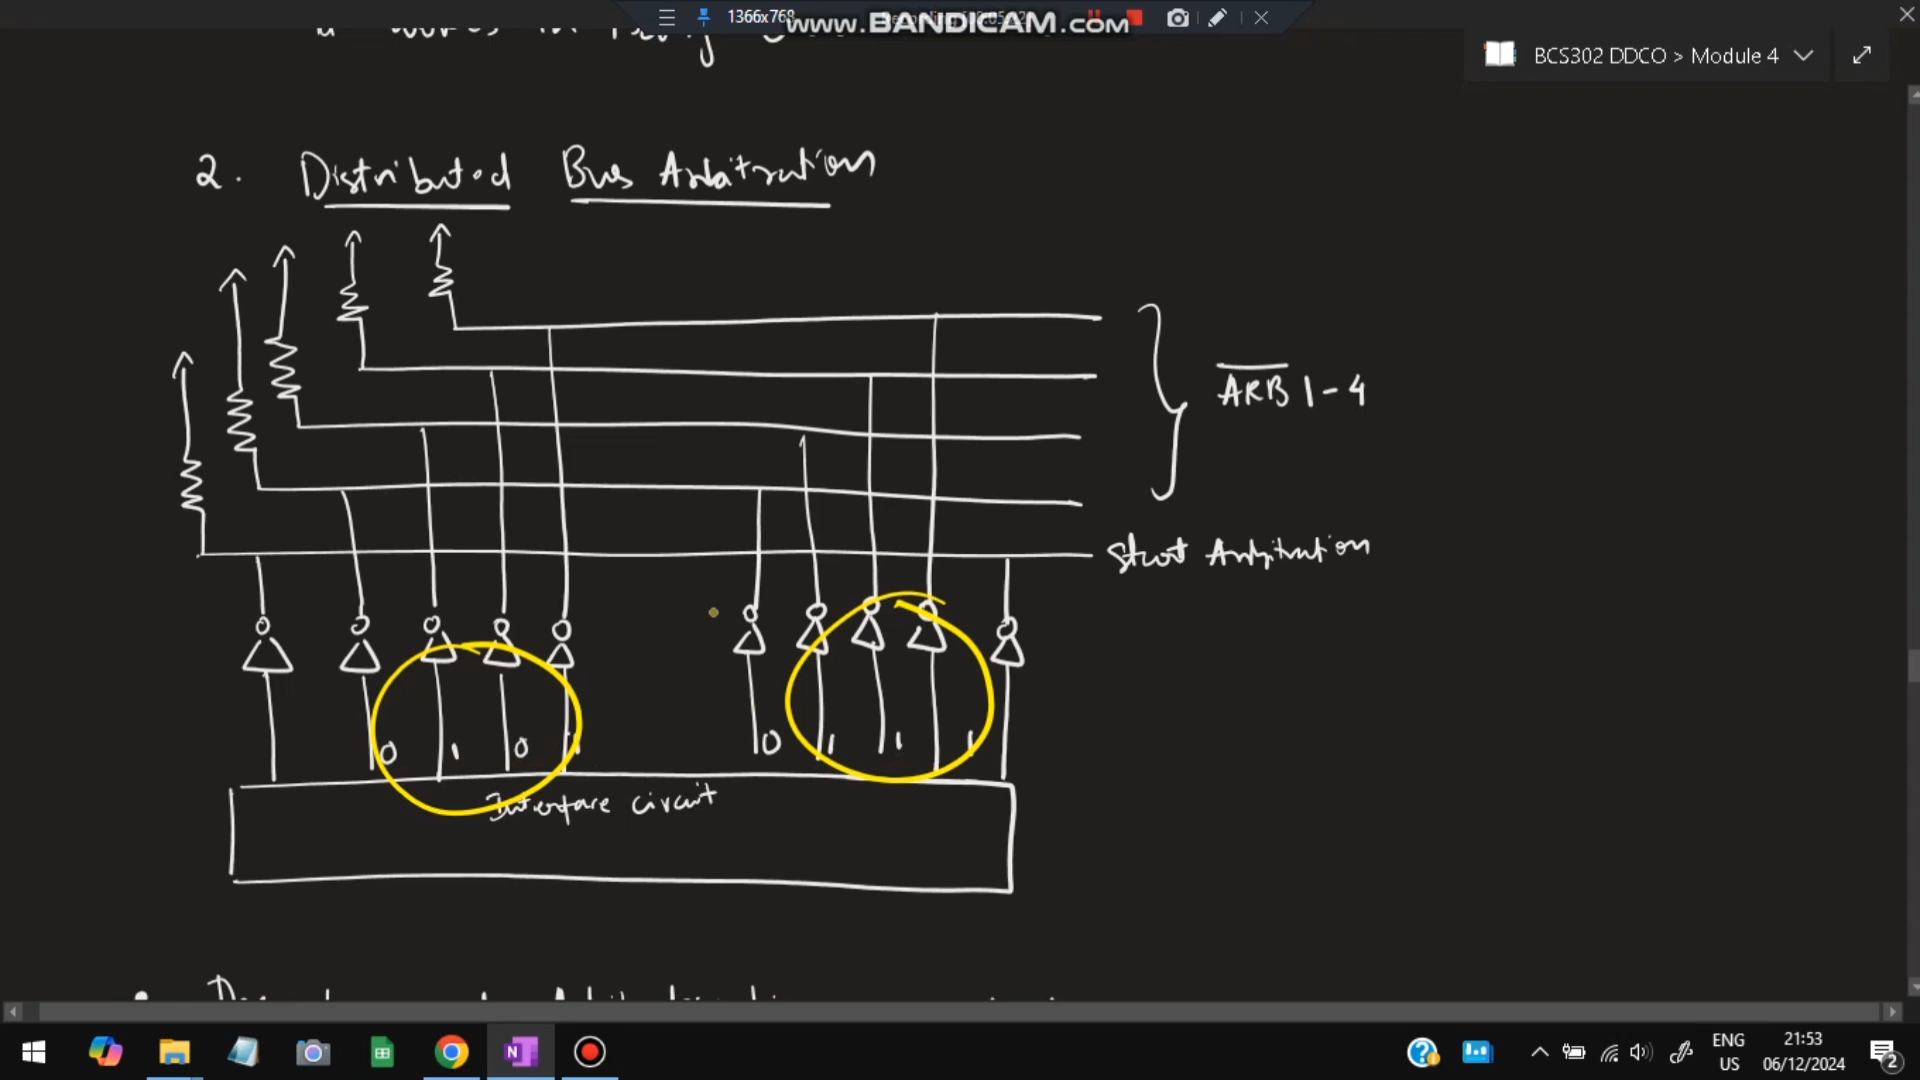 1366x768
www.BANDICAM.com
BCS302 DDCO > Module 4
2. Distributed Bus Arbitration
ARB 1-4
Start Arbitration
0 1 0 1 0 1 1 1
Interface circuit
ENG
US
21:53
06/12/2024
2